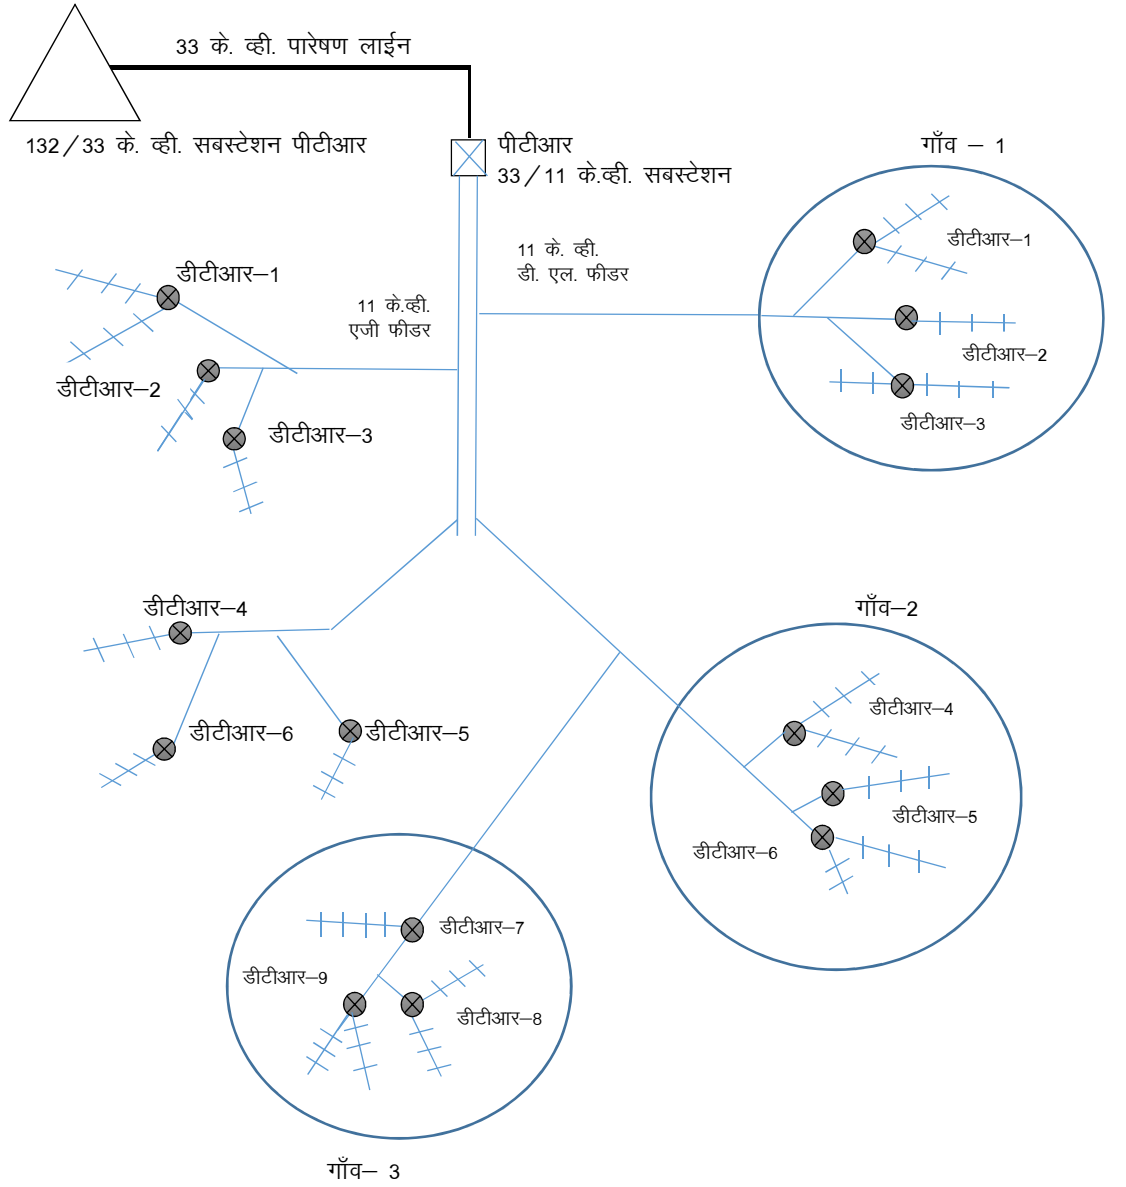 33 के. व्ही. पारेषण लाईन
132/33 के. व्ही. सबस्टेशन पीटीआर
पीटीआर
33/11 के.व्ही. सबस्टेशन
गाँव – 1
11 के. व्ही.
डी. एल. फीडर
11 के.व्ही.
एजी फीडर
डीटीआर–1
डीटीआर–2
डीटीआर–3
डीटीआर–1
डीटीआर–2
डीटीआर–3
डीटीआर–4
डीटीआर–6
डीटीआर–5
गाँव–2
डीटीआर–4
डीटीआर–5
डीटीआर–6
डीटीआर–7
डीटीआर–9
डीटीआर–8
गाँव– 3